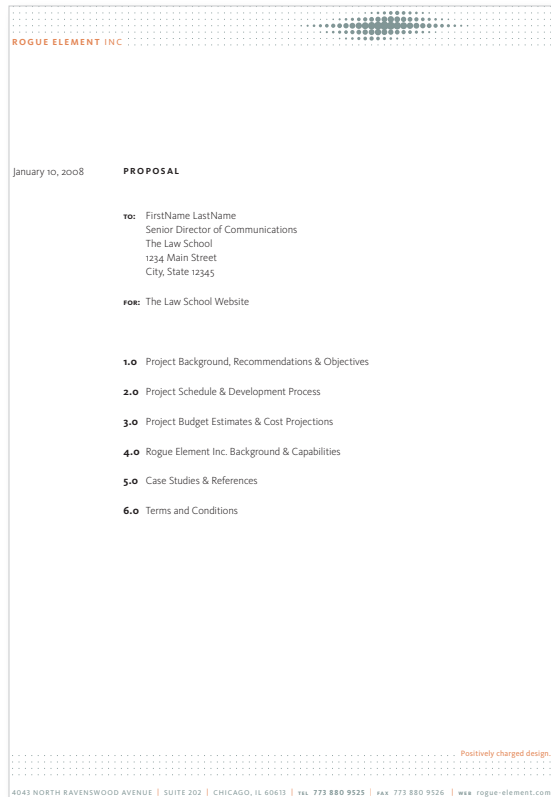 ROGUE ELEMENT INC
January 10, 2008
PROPOSAL
TO: FirstName LastName
Senior Director of Communications
The Law School
1234 Main Street
City, State 12345
FOR: The Law School Website
1.0 Project Background, Recommendations & Objectives
2.0 Project Schedule & Development Process
3.0 Project Budget Estimates & Cost Projections
4.0 Rogue Element Inc. Background & Capabilities
5.0 Case Studies & References
6.0 Terms and Conditions
Positively charged design.
4043 NORTH RAVENSWOOD AVENUE | SUITE 202 | CHICAGO, IL 60613 | TEL 773 880 9525 | FAX 773 880 9526 | WEB rogue-element.com